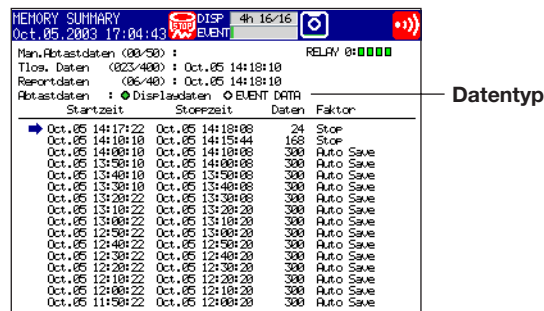 MEMORY SUMMARY STOP DISP 4h 16/16
Oct.05.2003 17:04:43 EVENT
Man.Abtastdaten (00/50) : RELAY 0:
Tlog. Daten (023/400) : Oct.05 14:18:10
Reportdaten (06/40) : Oct.05 14:18:10
Abtastdaten : Displaydaten EVENT DATA Datentyp
Startzeit Stoppzeit Daten Faktor
Oct.05 14:17:22 Oct.05 14:18:08 24 Stop
Oct.05 14:10:10 Oct.05 14:15:44 168 Stop
Oct.05 14:00:10 Oct.05 14:10:08 300 Auto Save
Oct.05 13:50:10 Oct.05 14:00:08 300 Auto Save
Oct.05 13:40:10 Oct.05 13:50:08 300 Auto Save
Oct.05 13:30:10 Oct.05 13:40:08 300 Auto Save
Oct.05 13:20:22 Oct.05 13:30:08 300 Auto Save
Oct.05 13:10:22 Oct.05 13:20:20 300 Auto Save
Oct.05 13:00:22 Oct.05 13:10:20 300 Auto Save
Oct.05 12:50:22 Oct.05 13:00:20 300 Auto Save
Oct.05 12:40:22 Oct.05 12:50:20 300 Auto Save
Oct.05 12:30:22 Oct.05 12:40:20 300 Auto Save
Oct.05 12:20:22 Oct.05 12:30:20 300 Auto Save
Oct.05 12:10:22 Oct.05 12:20:20 300 Auto Save
Oct.05 12:00:22 Oct.05 12:10:20 300 Auto Save
Oct.05 11:50:22 Oct.05 12:00:20 300 Auto Save